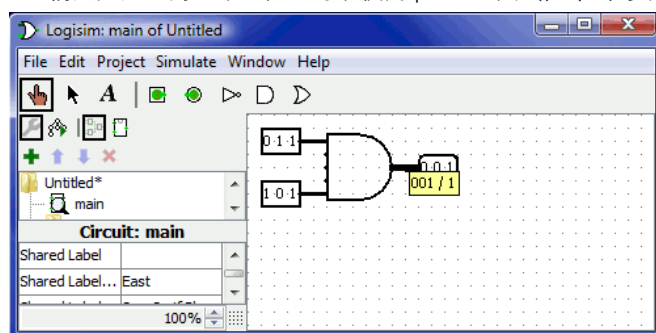 Logisim: main of Untitled
File Edit Project Simulate Window Help
A
0 1 1
0 0 1
001 / 1
1 0 1
Untitled*
main
Circuit: main
Shared Label
Shared Label... East
100%